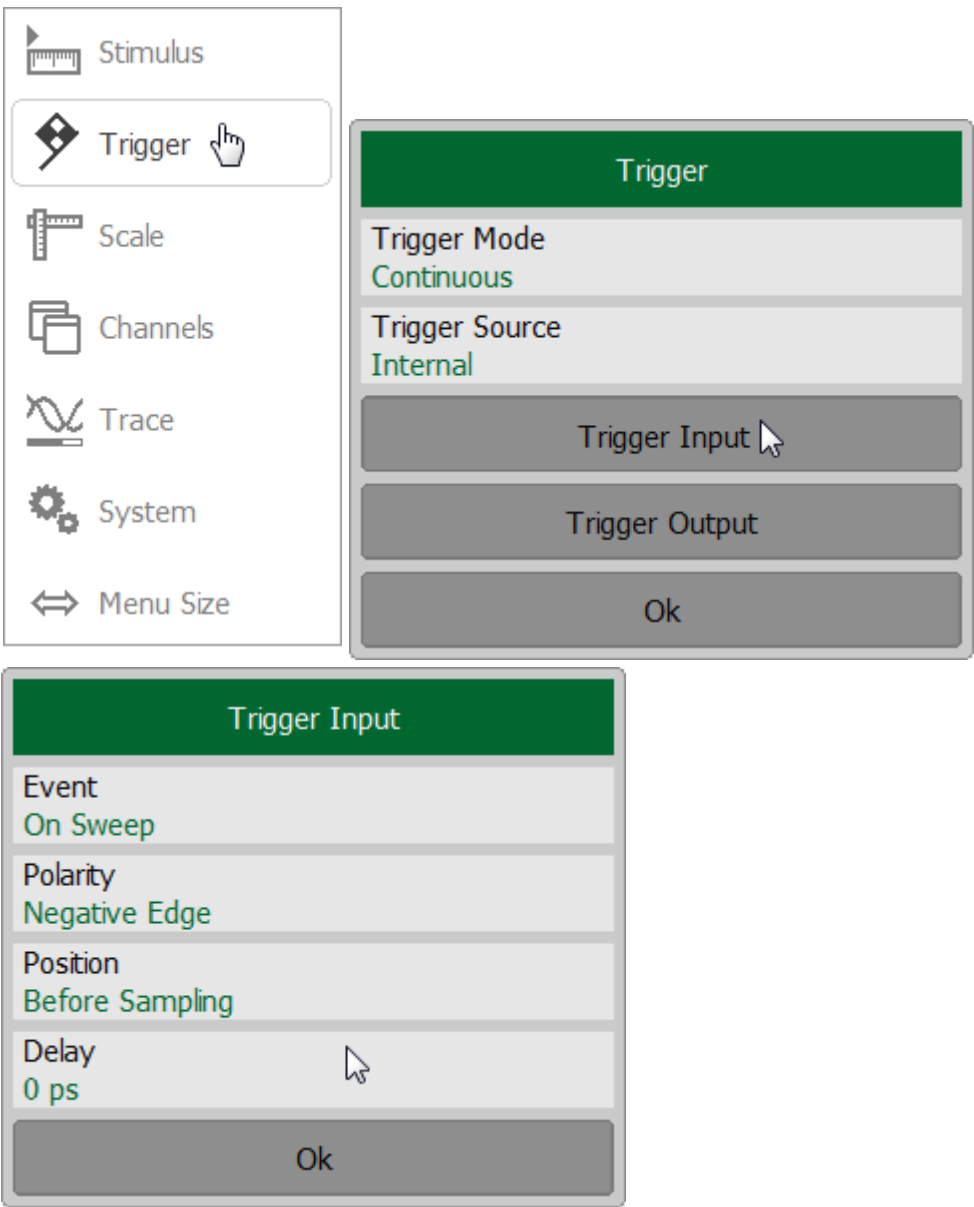 Stimulus
Trigger
Scale
Channels
Trace
System
Menu Size
Trigger
Trigger Mode
Continuous
Trigger Source
Internal
Trigger Input
Trigger Output
Ok
Trigger Input
Event
On Sweep
Polarity
Negative Edge
Position
Before Sampling
Delay
0 ps
Ok